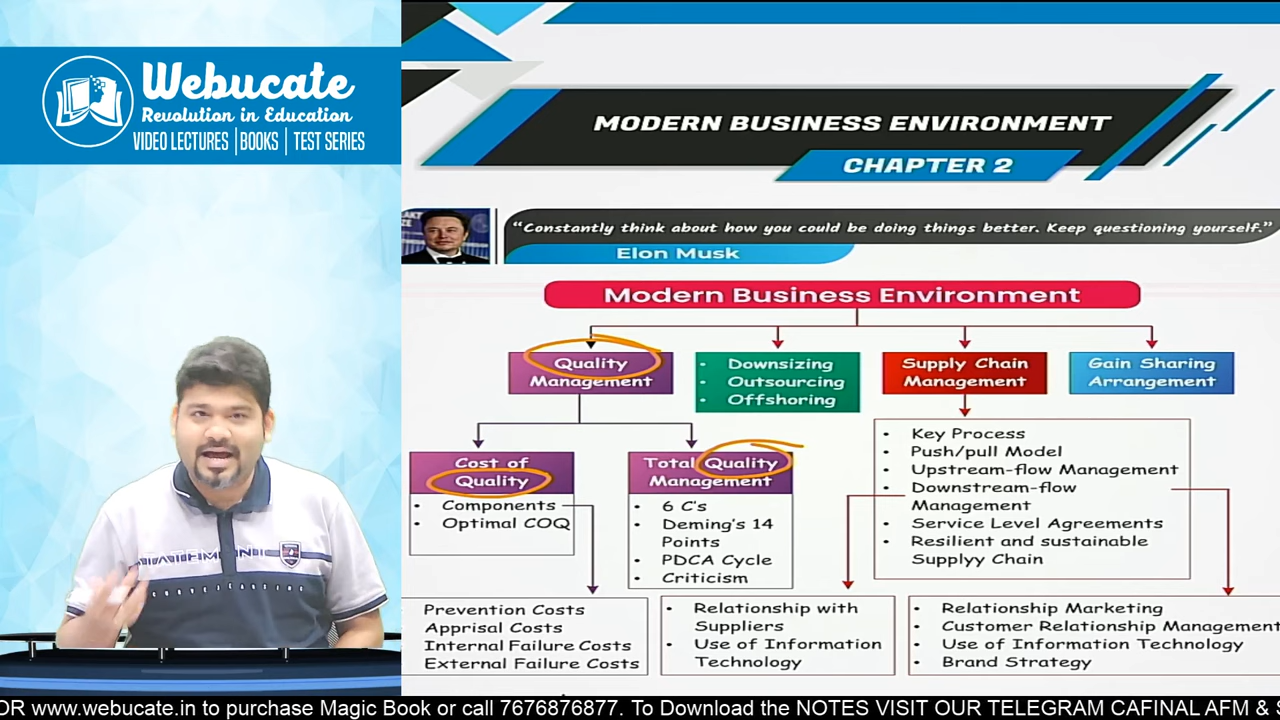 Webucate
Revolution in Education
VIDEO LECTURES | BOOKS | TEST SERIES
MODERN BUSINESS ENVIRONMENT
CHAPTER 2
“Constantly think about how you could be doing things better. Keep questioning yourself.”
Elon Musk
Modern Business Environment
Quality
Management
• Downsizing
• Outsourcing
• Offshoring
Supply Chain
Management
Gain Sharing
Arrangement
Cost of
Quality
• Components
• Optimal COQ
Total Quality
Management
• 6 C's
• Deming's 14
Points
• PDCA Cycle
• Criticism
• Key Process
• Push/pull Model
• Upstream-flow Management
• Downstream-flow
Management
• Service Level Agreements
• Resilient and sustainable
Supplyy Chain
Prevention Costs
Apprisal Costs
Internal Failure Costs
External Failure Costs
• Relationship with
Suppliers
• Use of Information
Technology
• Relationship Marketing
• Customer Relationship Management
• Use of Information Technology
• Brand Strategy
OR www.webucate.in to purchase Magic Book or call 7676876877. To Download the NOTES VISIT OUR TELEGRAM CAFINAL AFM &